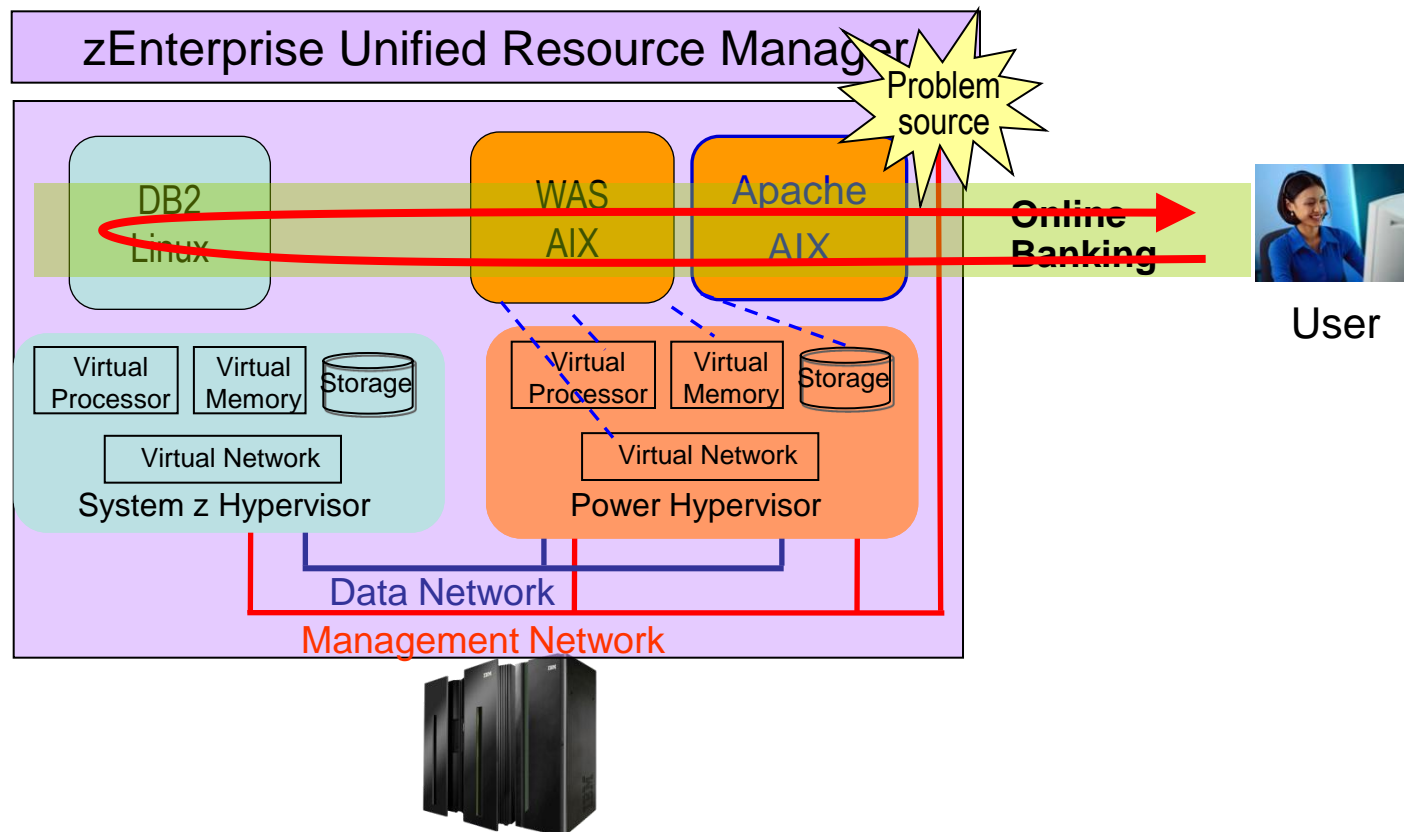 zEnterprise Unified Resource Manager
Problem
source
DB2
Linux
WAS
AIX
Apache
AIX
Online
Banking
User
Virtual
Processor
Virtual
Memory
Storage
Virtual Network
System z Hypervisor
Virtual
Processor
Virtual
Memory
Storage
Virtual Network
Power Hypervisor
Data Network
Management Network